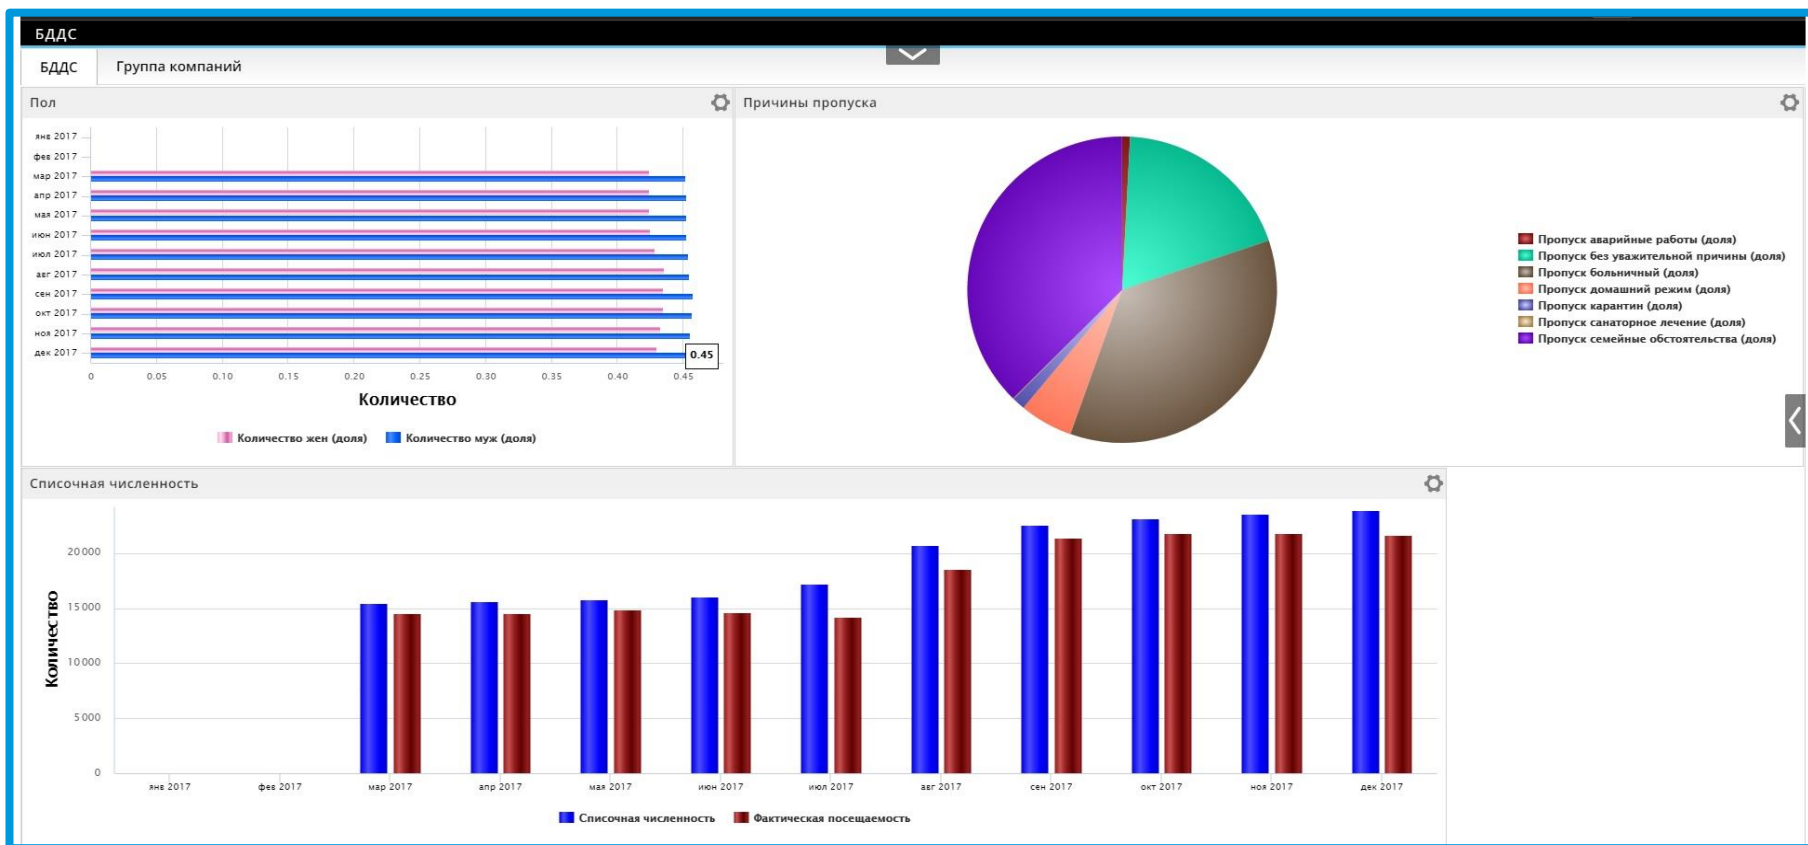 БДДС
БДДС
Группа компаний
Пол
янв 2017
фев 2017
мар 2017
апр 2017
мая 2017
июн 2017
июл 2017
авг 2017
сен 2017
окт 2017
ноя 2017
дек 2017
0.45
0 0.05 0.10 0.15 0.20 0.25 0.30 0.35 0.40 0.45
Количество
Количество жен (доля) Количество муж (доля)
Причины пропуска
Пропуск аварийные работы (доля)
Пропуск без уважительной причины (доля)
Пропуск больничный (доля)
Пропуск домашний режим (доля)
Пропуск карантин (доля)
Пропуск санаторное лечение (доля)
Пропуск семейные обстоятельства (доля)
Списочная численность
Количество
20 000
15 000
10 000
5 000
0
янв 2017 фев 2017 мар 2017 апр 2017 мая 2017 июн 2017 июл 2017 авг 2017 сен 2017 окт 2017 ноя 2017 дек 2017
Списочная численность Фактическая посещаемость